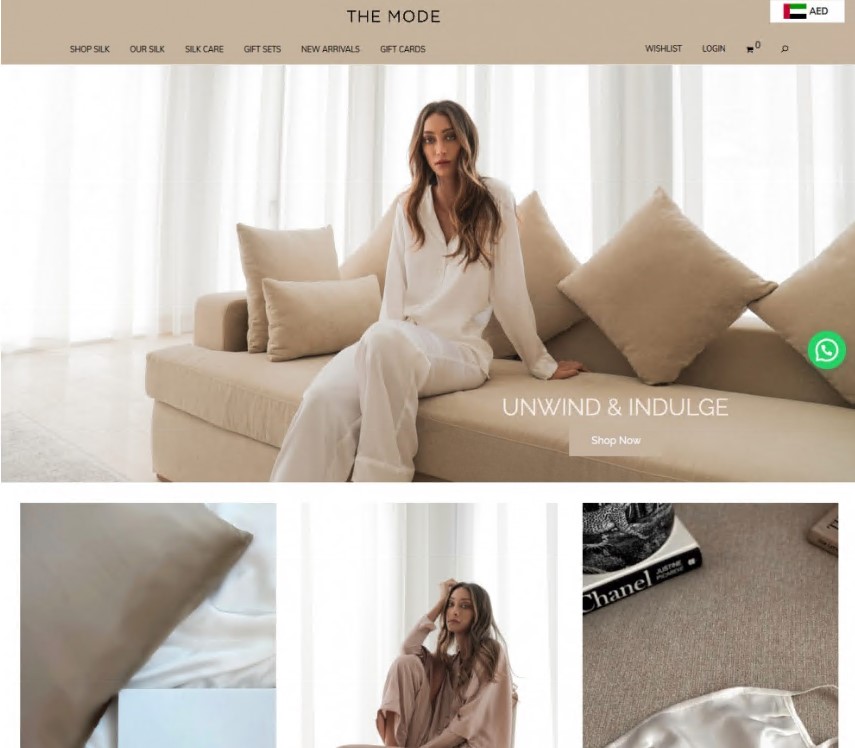 THE MODE
AED
SHOP SILK OUR SILK SILK CARE GIFT SETS NEW ARRIVALS GIFT CARDS WISHLIST LOGIN 0
UNWIND & INDULGE
Shop Now
Chanel
JUSTINE
PICARDIE